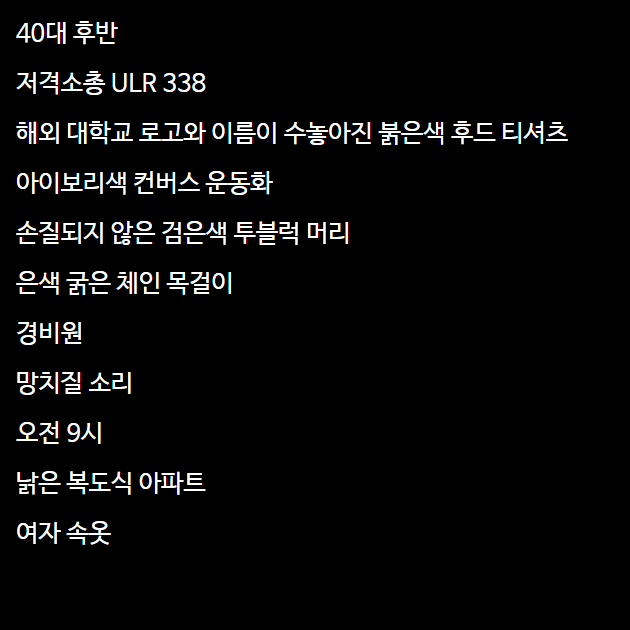 40대 후반
저격소총 ULR 338
해외 대학교 로고와 이름이 수놓아진 붉은색 후드 티셔츠
아이보리색 컨버스 운동화
손질되지 않은 검은색 투블럭 머리
은색 굵은 체인 목걸이
경비원
망치질 소리
오전 9시
낡은 복도식 아파트
여자 속옷